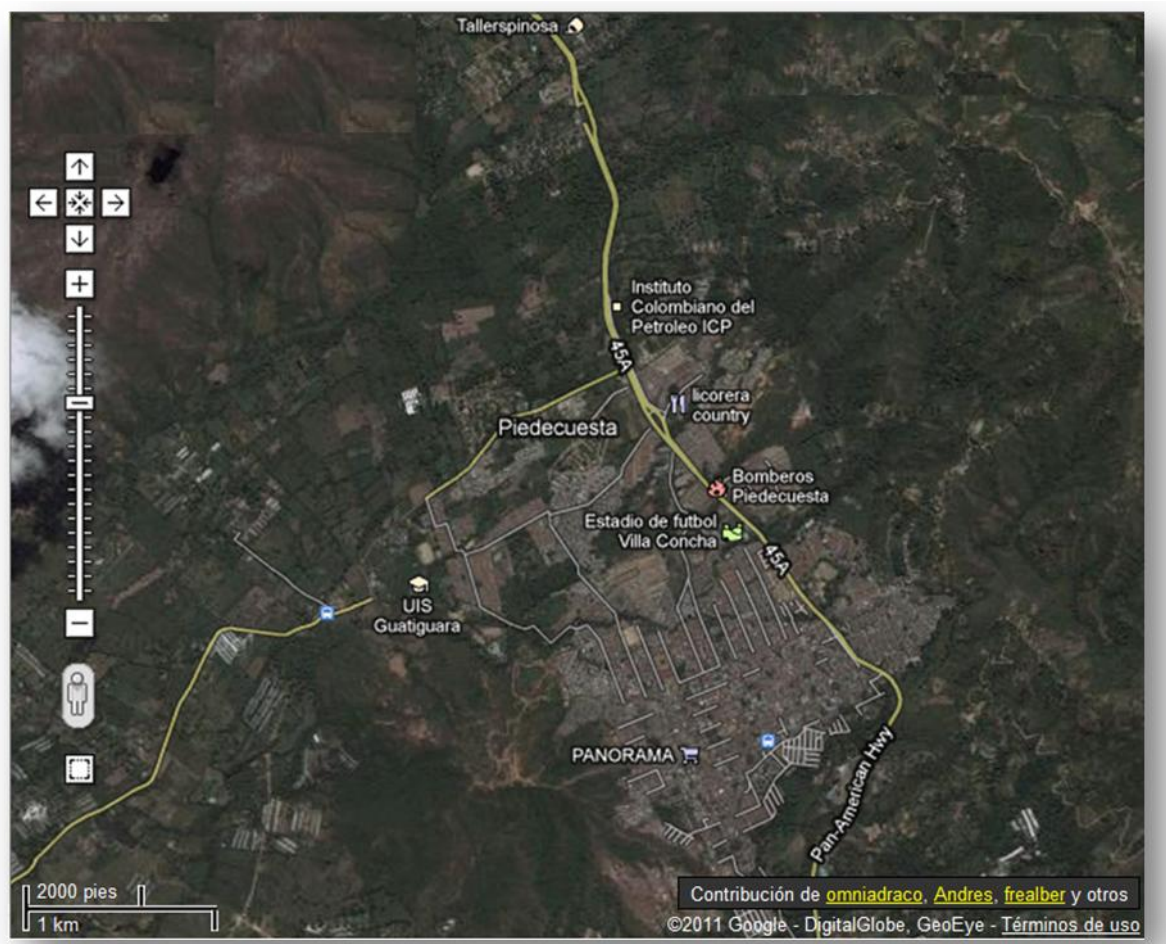 Tallerspinosa
Instituto
Colombiano del
Petroleo ICP
45A
licorera
country
Piedecuesta
Bomberos
Piedecuesta
Estadio de futbol
Villa Concha
45A
UIS
Guatiguara
PANORAMA
Pan-American Hwy
2000 pies
1 km
Contribución de omniadraco, Andres, frealber y otros
©2011 Google - DigitalGlobe, GeoEye - Términos de uso